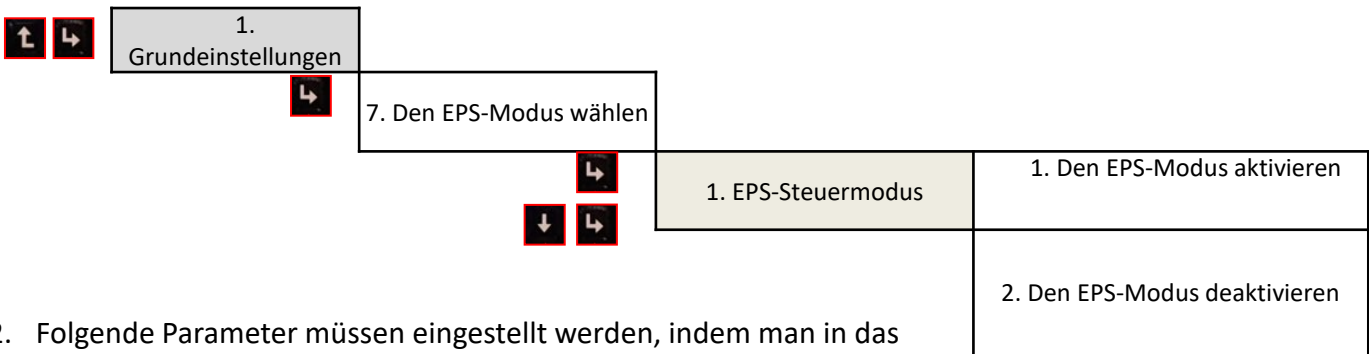 1.
Grundeinstellungen
7. Den EPS-Modus wählen
1. EPS-Steuermodus
1. Den EPS-Modus aktivieren
2. Den EPS-Modus deaktivieren
2. Folgende Parameter müssen eingestellt werden, indem man in das